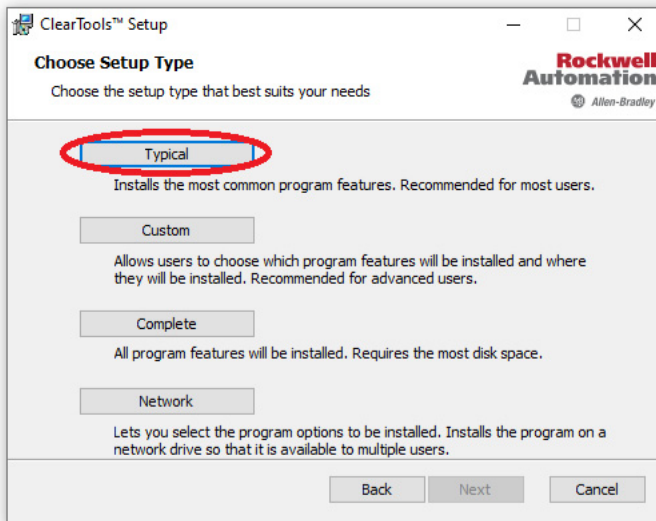 ClearTools™ Setup
Choose Setup Type
Choose the setup type that best suits your needs
Rockwell
Automation
AB Allen-Bradley
Typical
Installs the most common program features. Recommended for most users.
Custom
Allows users to choose which program features will be installed and where
they will be installed. Recommended for advanced users.
Complete
All program features will be installed. Requires the most disk space.
Network
Lets you select the program options to be installed. Installs the program on a
network drive so that it is available to multiple users.
Back Next Cancel